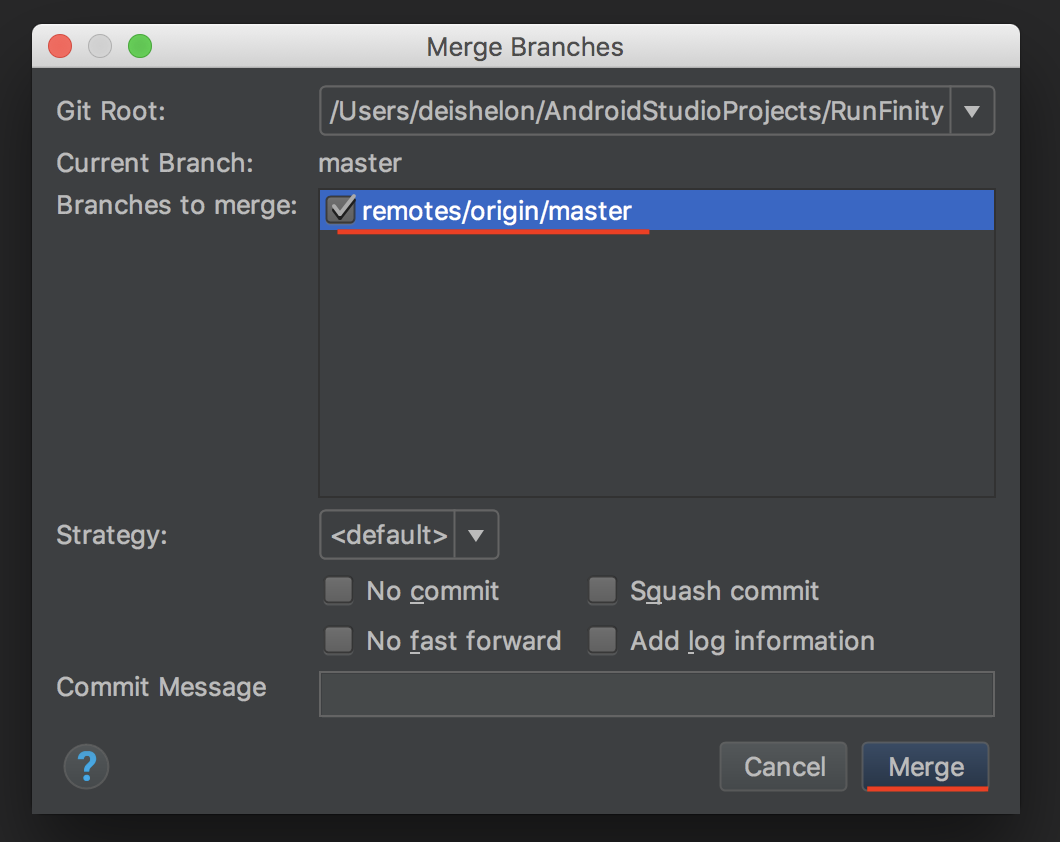 Merge Branches
Git Root: /Users/deishelon/AndroidStudioProjects/RunFinity
Current Branch: master
Branches to merge: remotes/origin/master
Strategy: <default>
No commit Squash commit
No fast forward Add log information
Commit Message
? Cancel Merge